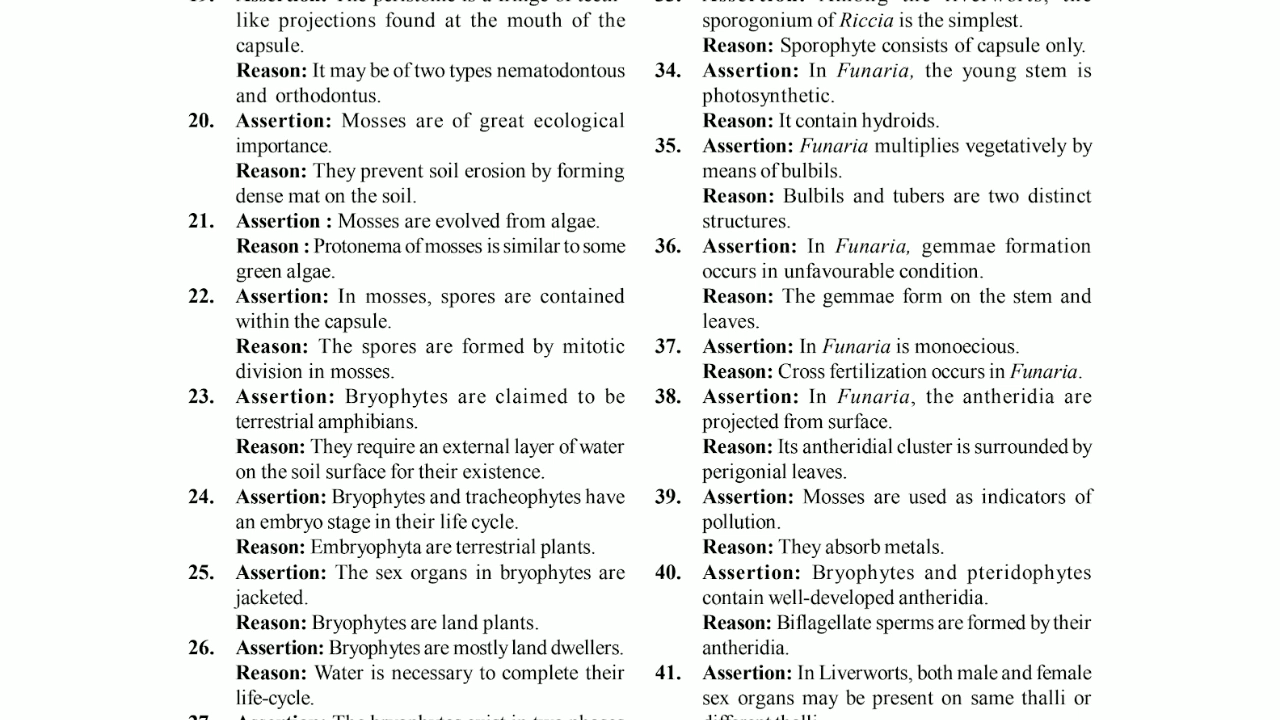 like projections found at the mouth of the
capsule.
Reason: It may be of two types nematodontous
and orthodontus.
20. Assertion: Mosses are of great ecological
importance.
Reason: They prevent soil erosion by forming
dense mat on the soil.
21. Assertion : Mosses are evolved from algae.
Reason : Protonema of mosses is similar to some
green algae.
22. Assertion: In mosses, spores are contained
within the capsule.
Reason: The spores are formed by mitotic
division in mosses.
23. Assertion: Bryophytes are claimed to be
terrestrial amphibians.
Reason: They require an external layer of water
on the soil surface for their existence.
24. Assertion: Bryophytes and tracheophytes have
an embryo stage in their life cycle.
Reason: Embryophyta are terrestrial plants.
25. Assertion: The sex organs in bryophytes are
jacketed.
Reason: Bryophytes are land plants.
26. Assertion: Bryophytes are mostly land dwellers.
Reason: Water is necessary to complete their
life-cycle.
27. Assertion: The bryophytes exist in two phases
sporogonium of Riccia is the simplest.
Reason: Sporophyte consists of capsule only.
34. Assertion: In Funaria, the young stem is
photosynthetic.
Reason: It contain hydroids.
35. Assertion: Funaria multiplies vegetatively by
means of bulbils.
Reason: Bulbils and tubers are two distinct
structures.
36. Assertion: In Funaria, gemmae formation
occurs in unfavourable condition.
Reason: The gemmae form on the stem and
leaves.
37. Assertion: In Funaria is monoecious.
Reason: Cross fertilization occurs in Funaria.
38. Assertion: In Funaria, the antheridia are
projected from surface.
Reason: Its antheridial cluster is surrounded by
perigonial leaves.
39. Assertion: Mosses are used as indicators of
pollution.
Reason: They absorb metals.
40. Assertion: Bryophytes and pteridophytes
contain well-developed antheridia.
Reason: Biflagellate sperms are formed by their
antheridia.
41. Assertion: In Liverworts, both male and female
sex organs may be present on same thalli or
different thalli.